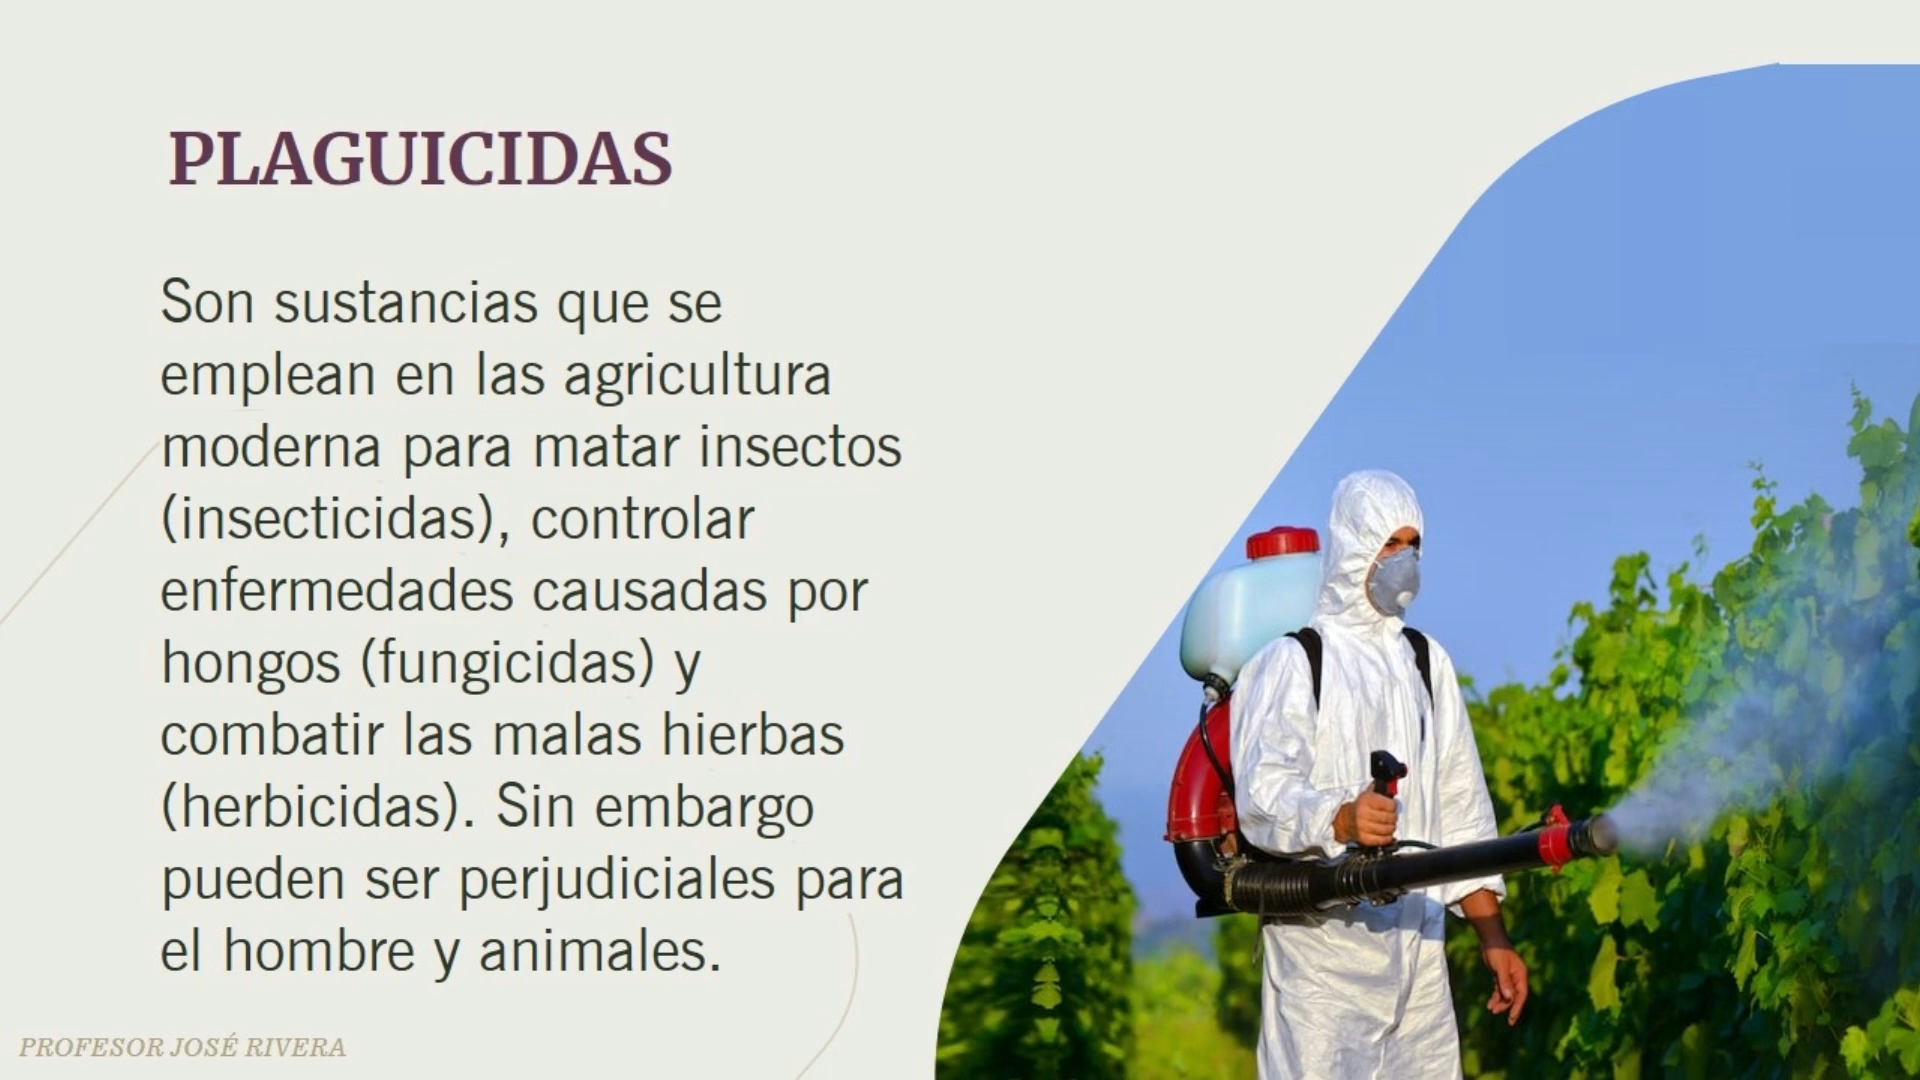 PLAGUICIDAS
Son sustancias que se
emplean en las agricultura
moderna para matar insectos
(insecticidas), controlar
enfermedades causadas por
hongos (fungicidas) y
combatir las malas hierbas
(herbicidas). Sin embargo
pueden ser perjudiciales para
el hombre y animales.
PROFESOR JOSÉ RIVERA